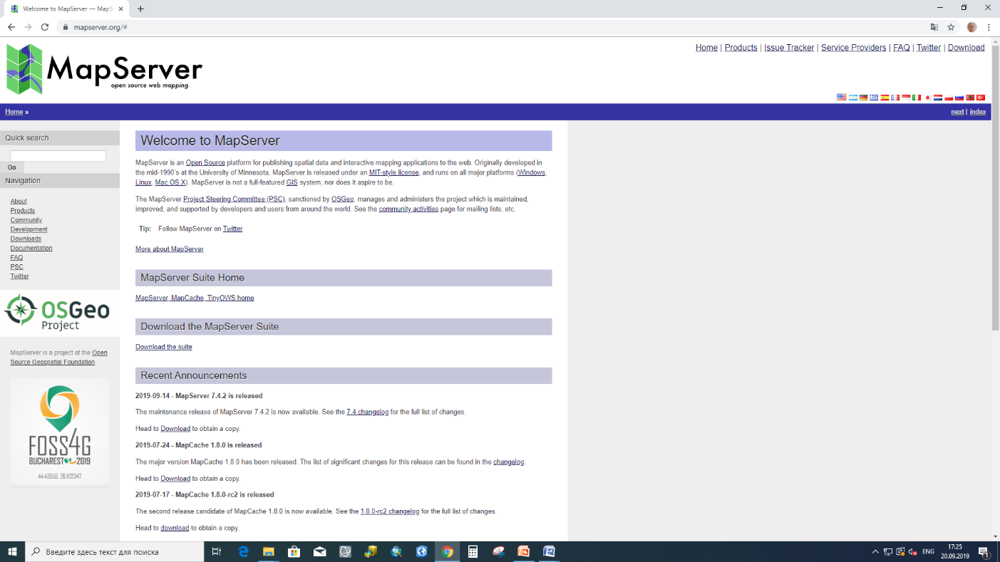 Welcome to MapServer — MapS
mapserver.org/#
MapServer
open source web mapping
Home | Products | Issue Tracker | Service Providers | FAQ | Twitter | Download
Home »
next | index
Quick search
Go
Navigation
About
Products
Community
Development
Downloads
Documentation
FAQ
PSC
Twitter
OSGeo
Project
MapServer is a project of the Open
Source Geospatial Foundation.
FOSS4G
BUCHAREST 2019
44.43555, 26.102347
Welcome to MapServer
MapServer is an Open Source platform for publishing spatial data and interactive mapping applications to the web. Originally developed in
the mid-1990's at the University of Minnesota, MapServer is released under an MIT-style license, and runs on all major platforms (Windows,
Linux, Mac OS X). MapServer is not a full-featured GIS system, nor does it aspire to be.
The MapServer Project Steering Committee (PSC), sanctioned by OSGeo, manages and administers the project which is maintained,
improved, and supported by developers and users from around the world. See the community activities page for mailing lists, etc.
Tip: Follow MapServer on Twitter
More about MapServer
MapServer Suite Home
MapServer, MapCache, TinyOWS home
Download the MapServer Suite
Download the suite
Recent Announcements
2019-09-14 - MapServer 7.4.2 is released
The maintenance release of MapServer 7.4.2 is now available. See the 7.4 changelog for the full list of changes.
Head to Download to obtain a copy.
2019-07-24 - MapCache 1.8.0 is released
The major version MapCache 1.8.0 has been released. The list of significant changes for this release can be found in the changelog.
Head to Download to obtain a copy.
2019-07-17 - MapCache 1.8.0-rc2 is released
The second release candidate of MapCache 1.8.0 is now available. See the 1.8.0-rc2 changelog for the full list of changes.
Head to download to obtain a copy.
Введите здесь текст для поиска
ENG
17:25
20.09.2019
1